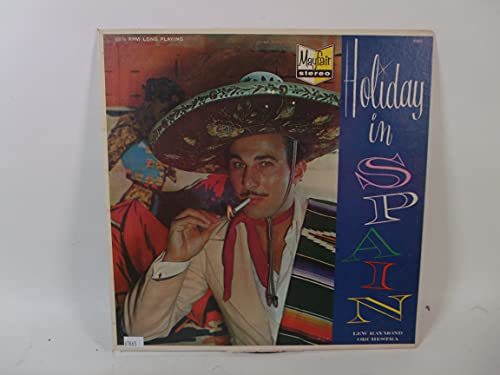 33⅓ RPM LONG PLAYING
Mayfair
stereo
Holiday
in
SPAIN
LEW RAYMOND
ORCHESTRA